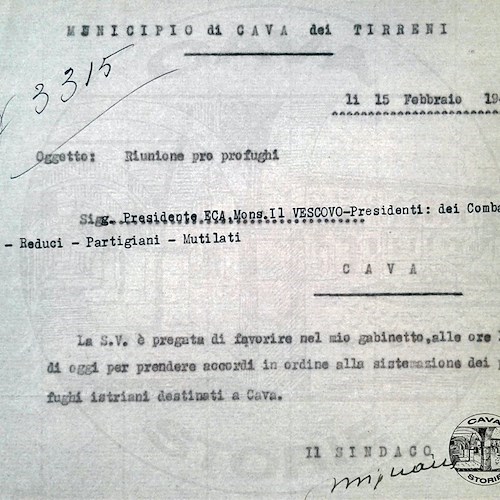 MUNICIPIO di CAVA dei TIRRENI
3315
li 15 Febbraio 19
Oggetto: Riunione pro profughi
Sigg. Presidente ECA,Mons.Il VESCOVO-Presidenti: dei Comba
- Reduci - Partigiani - Mutilati
CAVA
La S.V. è pregata di favorire nel mio gabinetto,alle ore
di oggi per prendere accordi in ordine alla sistemazione dei p
fughi istriani destinati a Cava.
Il SINDACO
CAVA
STORIE